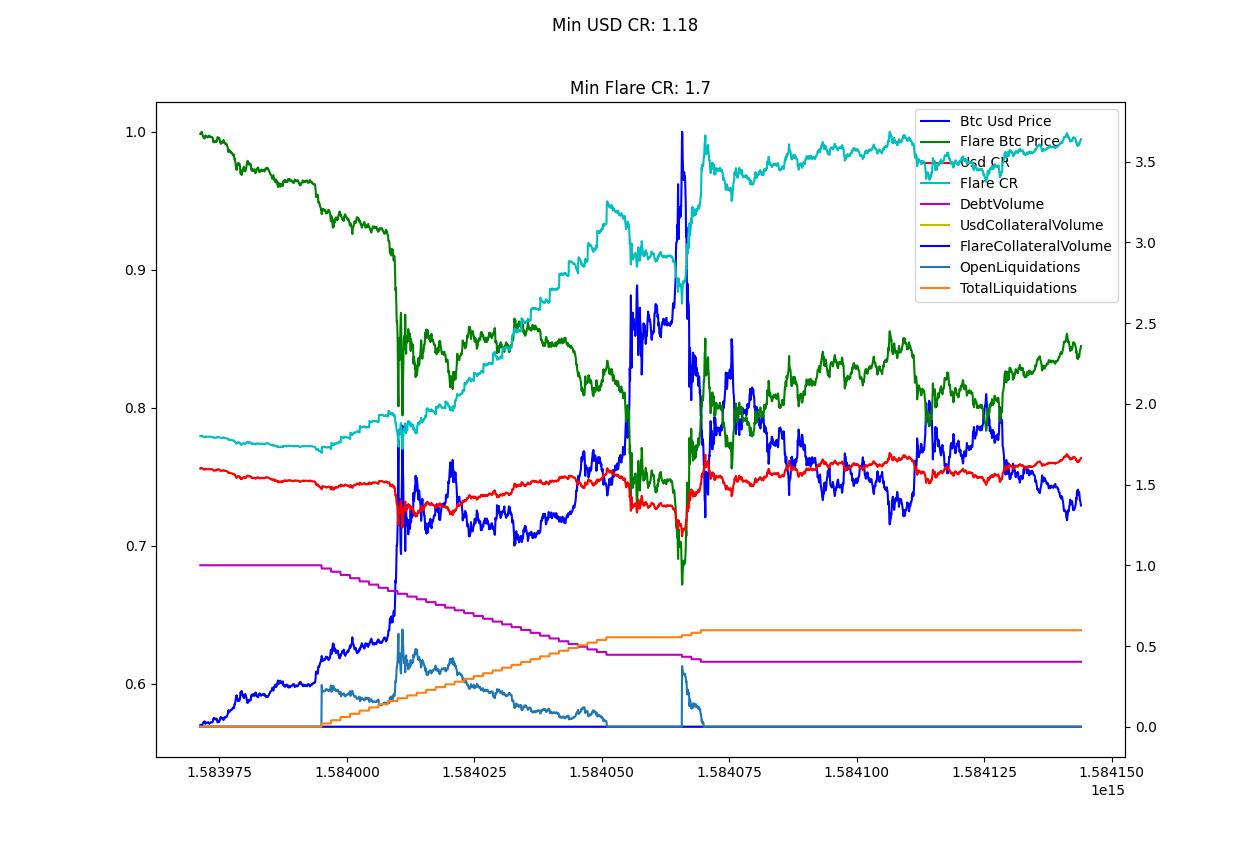 Min USD CR: 1.18
Min Flare CR: 1.7
Btc Usd Price
Flare Btc Price
Usd CR
Flare CR
DebtVolume
UsdCollateralVolume
FlareCollateralVolume
OpenLiquidations
TotalLiquidations
1.0
0.9
0.8
0.7
0.6
3.5
3.0
2.5
2.0
1.5
1.0
0.5
0.0
1.583975 1.584000 1.584025 1.584050 1.584075 1.584100 1.584125 1.584150
1e15